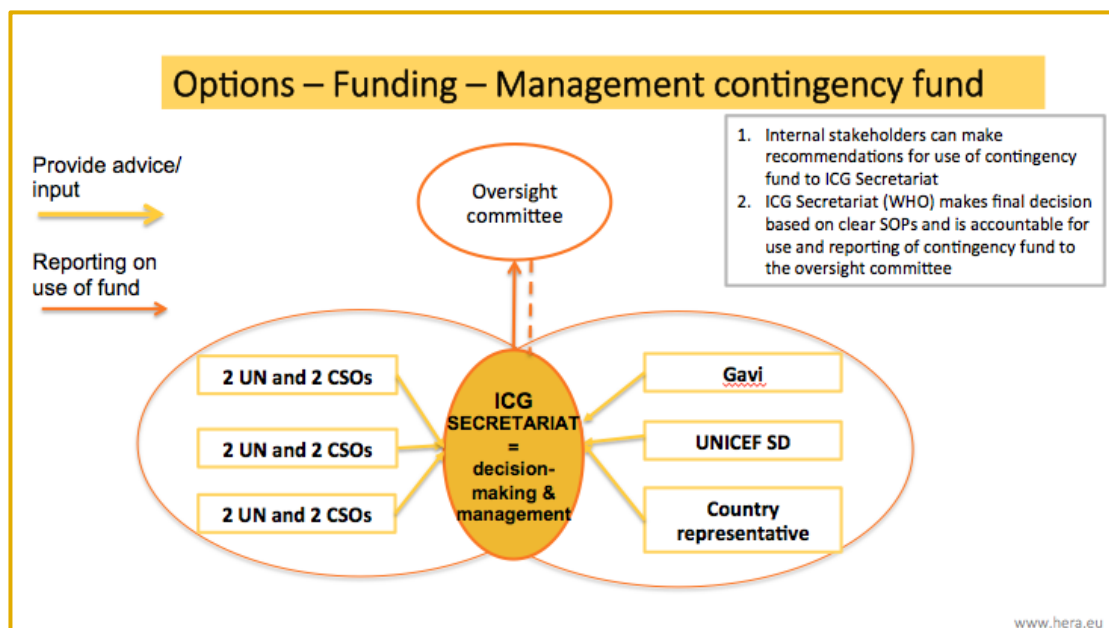 Options – Funding – Management contingency fund
Provide advice/
input
Reporting on
use of fund
Oversight
committee
1. Internal stakeholders can make
recommendations for use of contingency
fund to ICG Secretariat
2. ICG Secretariat (WHO) makes final decision
based on clear SOPs and is accountable for
use and reporting of contingency fund to
the oversight committee
2 UN and 2 CSOs
2 UN and 2 CSOs
2 UN and 2 CSOs
ICG
SECRETARIAT
=
decision-
making &
management
Gavi
UNICEF SD
Country
representative
www.hera.eu